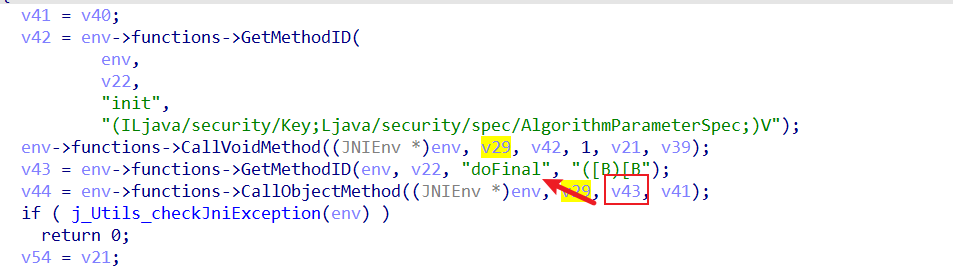 v41 = v40;
v42 = env->functions->GetMethodID(
env,
v22,
"init",
"(ILjava/security/Key;Ljava/security/spec/AlgorithmParameterSpec;)V");
env->functions->CallVoidMethod((JNIEnv *)env, v29, v42, 1, v21, v39);
v43 = env->functions->GetMethodID(env, v22, "doFinal", "([B)[B");
v44 = env->functions->CallObjectMethod((JNIEnv *)env, v29, v43, v41);
if ( j_Utils_checkJniException(env) )
return 0;
v54 = v21;